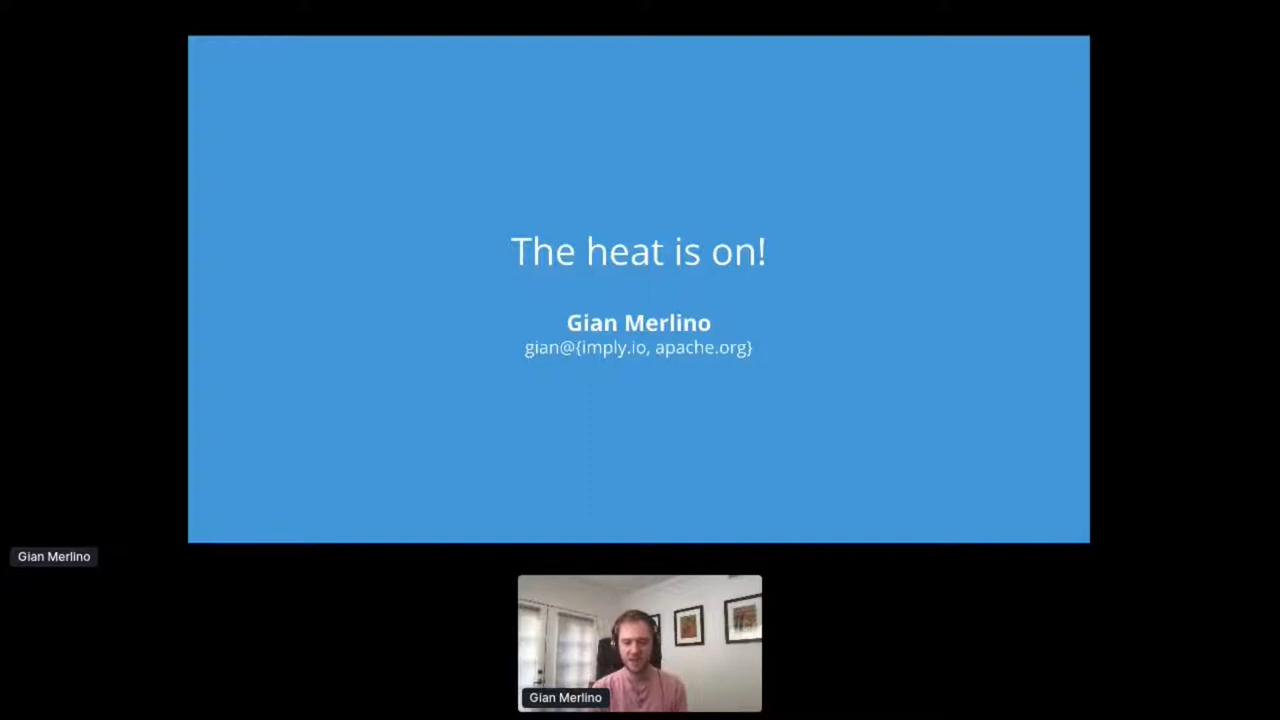 The heat is on!
Gian Merlino
gian@{imply.io, apache.org}
Gian Merlino
Gian Merlino